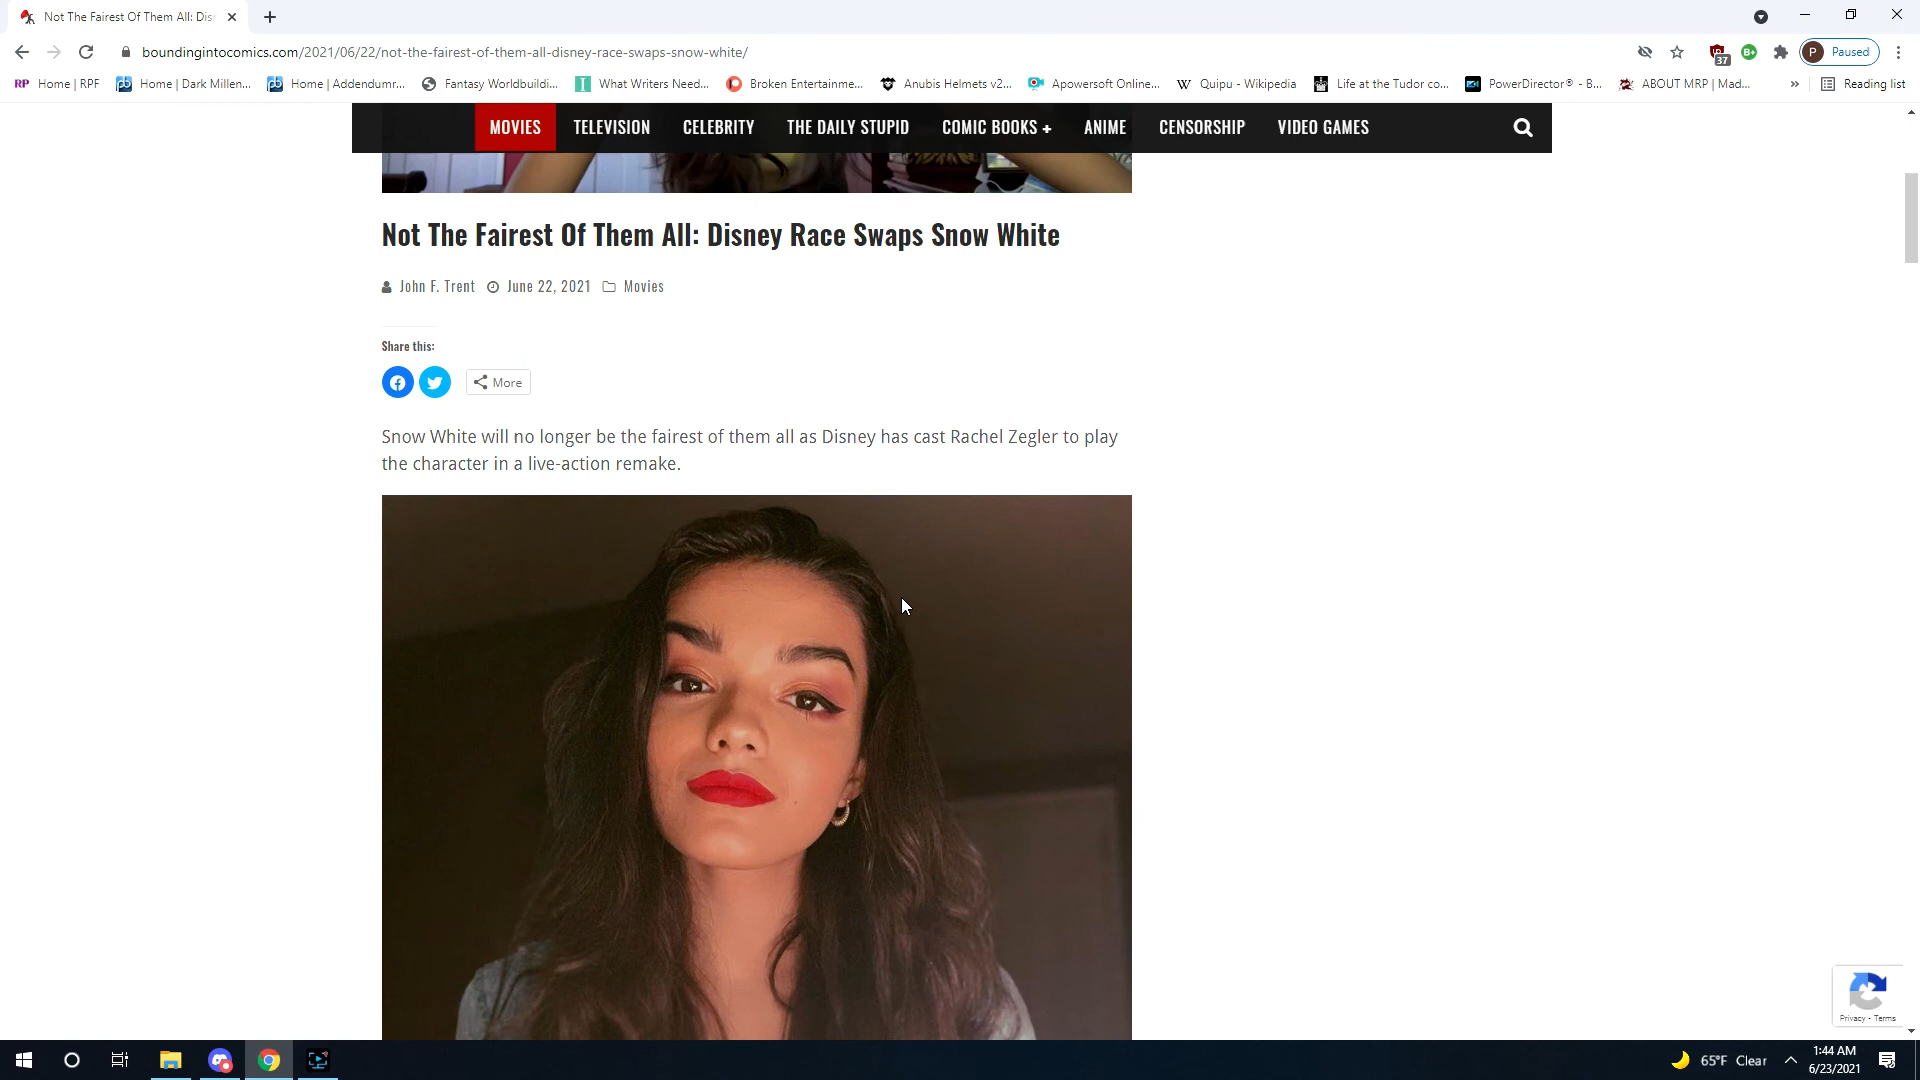 Not The Fairest Of Them All: Dis
boundingintocomics.com/2021/06/22/not-the-fairest-of-them-all-disney-race-swaps-snow-white/
37
P Paused
RP Home | RPF
Home | Dark Millen...
Home | Addendumr...
Fantasy Worldbuildi...
What Writers Need...
Broken Entertainme...
Anubis Helmets v2...
Apowersoft Online...
W Quipu - Wikipedia
Life at the Tudor co...
PowerDirector® - B...
ABOUT MRP | Mad...
»
Reading list
MOVIES TELEVISION CELEBRITY THE DAILY STUPID COMIC BOOKS + ANIME CENSORSHIP VIDEO GAMES
Not The Fairest Of Them All: Disney Race Swaps Snow White
John F. Trent June 22, 2021 Movies
Share this:
More
Snow White will no longer be the fairest of them all as Disney has cast Rachel Zegler to play
the character in a live-action remake.
Privacy - Terms
65°F Clear
1:44 AM
6/23/2021